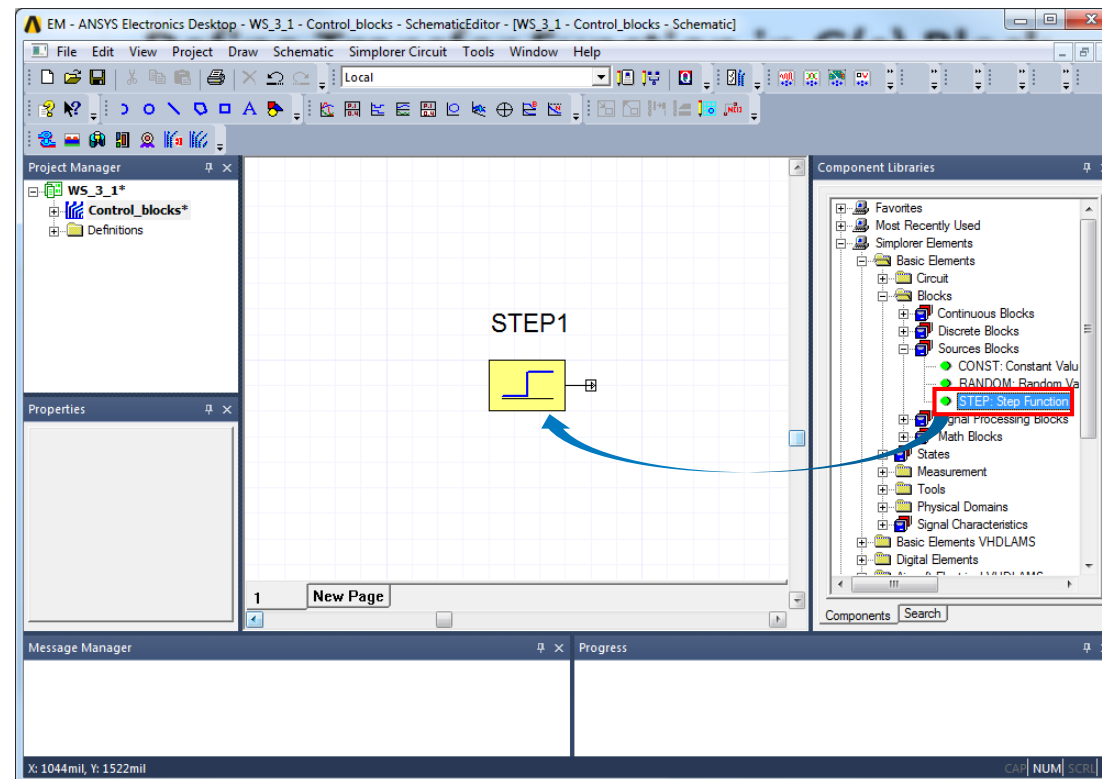 EM - ANSYS Electronics Desktop - WS_3_1 - Control_blocks - SchematicEditor - [WS_3_1 - Control_blocks - Schematic]
File Edit View Project Draw Schematic Simplorer Circuit Tools Window Help
Local
Project Manager
WS_3_1*
Control_blocks*
Definitions
Properties
STEP1
1 New Page
Component Libraries
Favorites
Most Recently Used
Simplorer Elements
Basic Elements
Circuit
Blocks
Continuous Blocks
Discrete Blocks
Sources Blocks
CONST: Constant Valu
RANDOM: Random Va
STEP: Step Function
Signal Processing Blocks
Math Blocks
States
Measurement
Tools
Physical Domains
Signal Characteristics
Basic Elements VHDLAMS
Digital Elements
Components Search
Message Manager
Progress
X: 1044mil, Y: 1522mil
CAP NUM SCRL